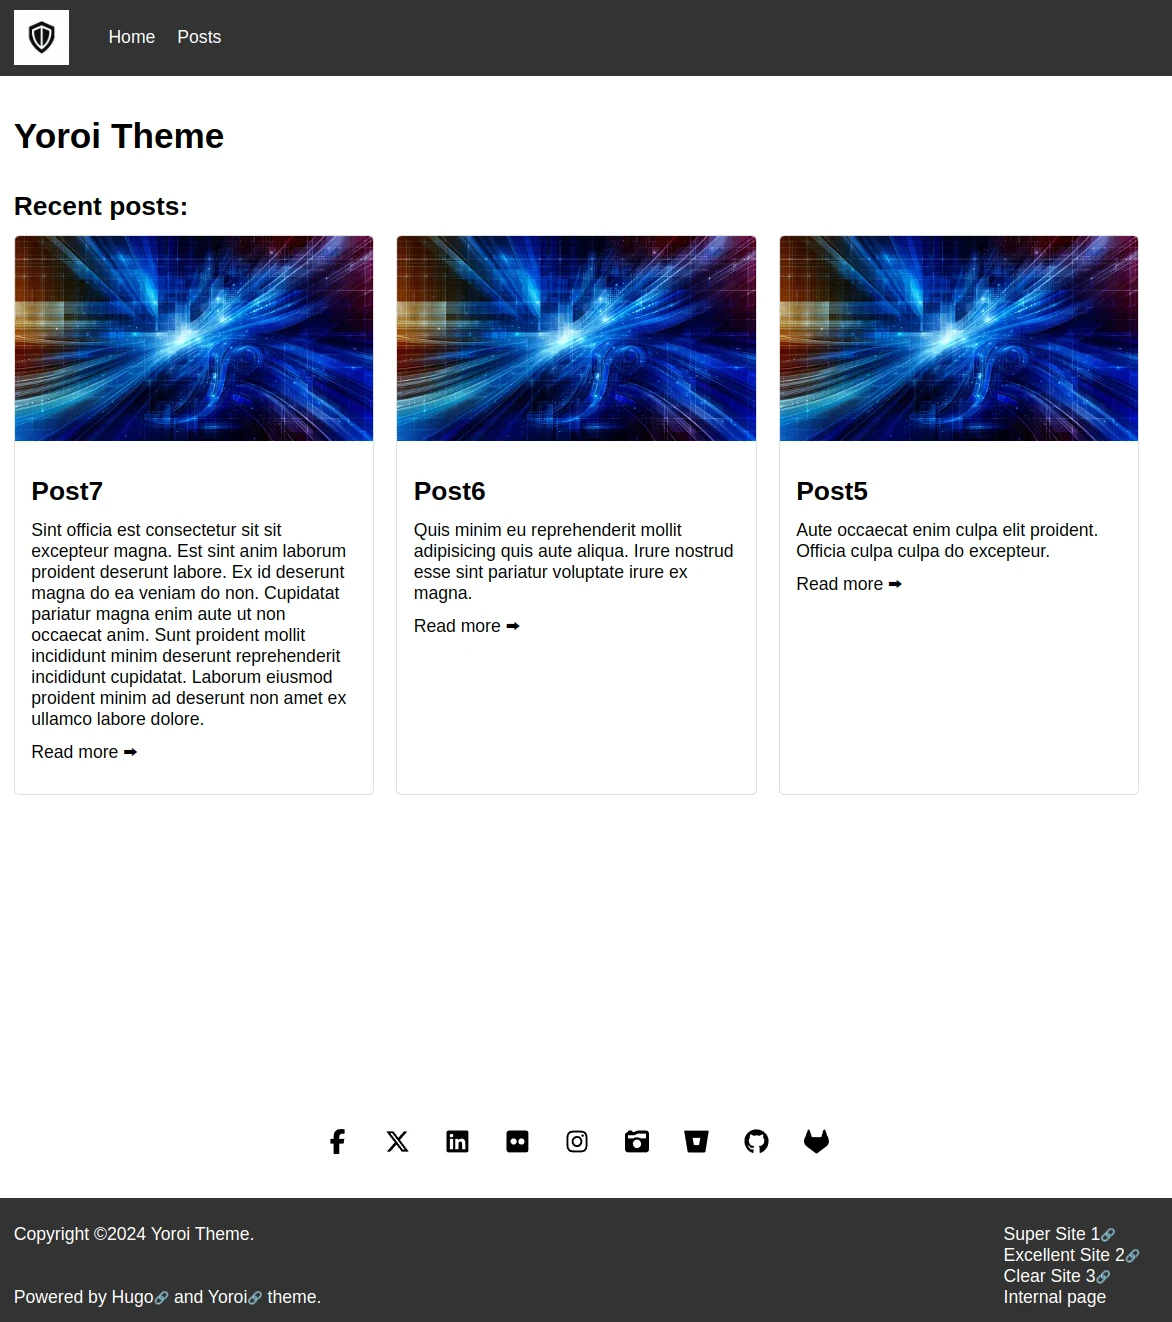 Home Posts
Yoroi Theme
Recent posts:
Post7
Sint officia est consectetur sit sit
excepteur magna. Est sint anim laborum
proident deserunt labore. Ex id deserunt
magna do ea veniam do non. Cupidatat
pariatur magna enim aute ut non
occaecat anim. Sunt proident mollit
incididunt minim deserunt reprehenderit
incididunt cupidatat. Laborum eiusmod
proident minim ad deserunt non amet ex
ullamco labore dolore.
Read more ➡
Post6
Quis minim eu reprehenderit mollit
adipisicing quis aute aliqua. Irure nostrud
esse sint pariatur voluptate irure ex
magna.
Read more ➡
Post5
Aute occaecat enim culpa elit proident.
Officia culpa culpa do excepteur.
Read more ➡
Copyright ©2024 Yoroi Theme.
Powered by Hugo🔗 and Yoroi🔗 theme.
Super Site 1🔗
Excellent Site 2🔗
Clear Site 3🔗
Internal page